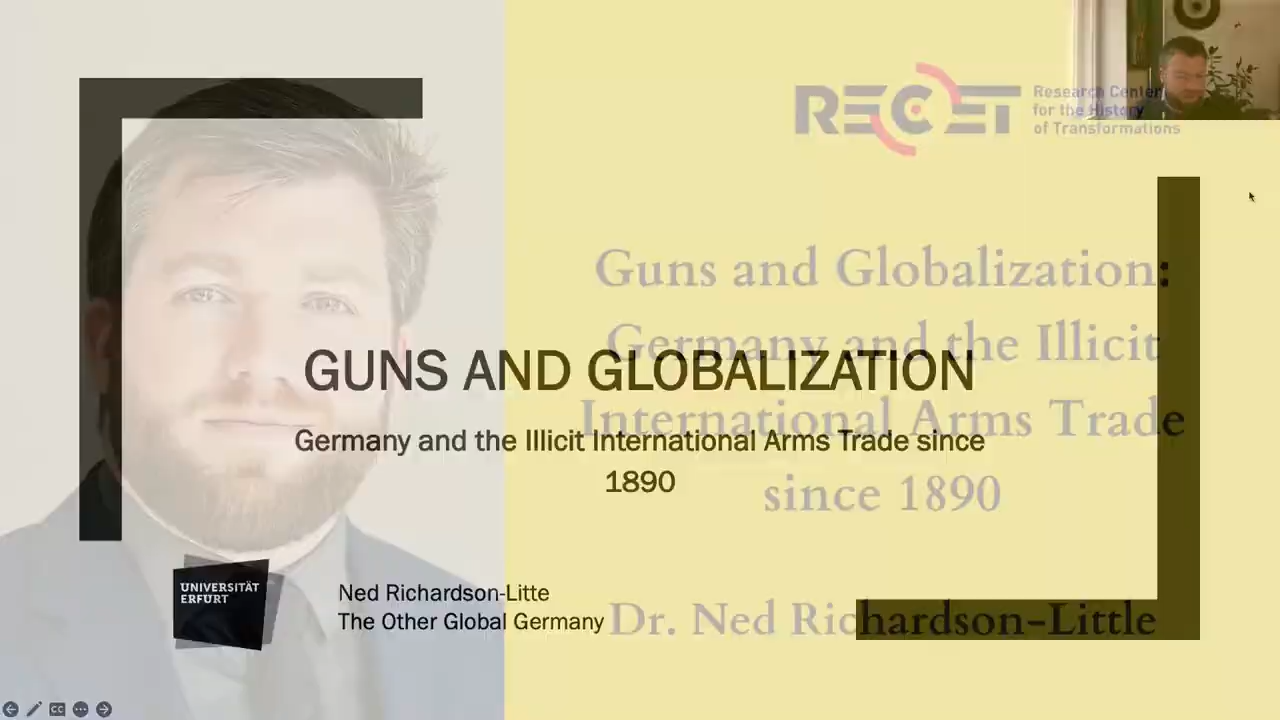 RECET
Research Center
for the History
of Transformations
Guns and Globalization:
Germany and the Illicit
International Arms Trade
since 1890
Dr. Ned Richardson-Little
GUNS AND GLOBALIZATION
Germany and the Illicit International Arms Trade since
1890
UNIVERSITÄT
ERFURT
Ned Richardson-Litte
The Other Global Germany
CC